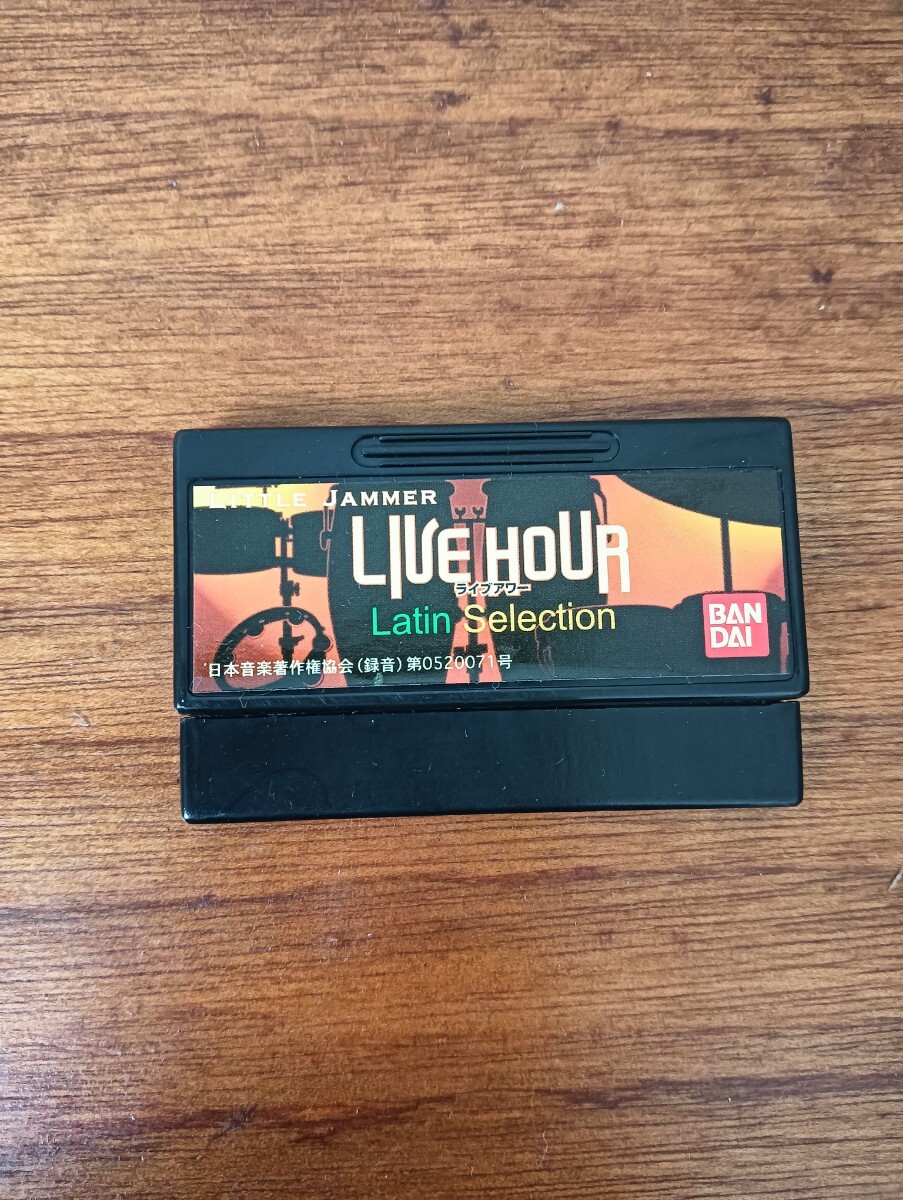 LITTLE JAMMER
LIVE HOUR
ライブアワー
Latin Selection
BAN
DAI
日本音楽著作権協会(録音)第0520071号